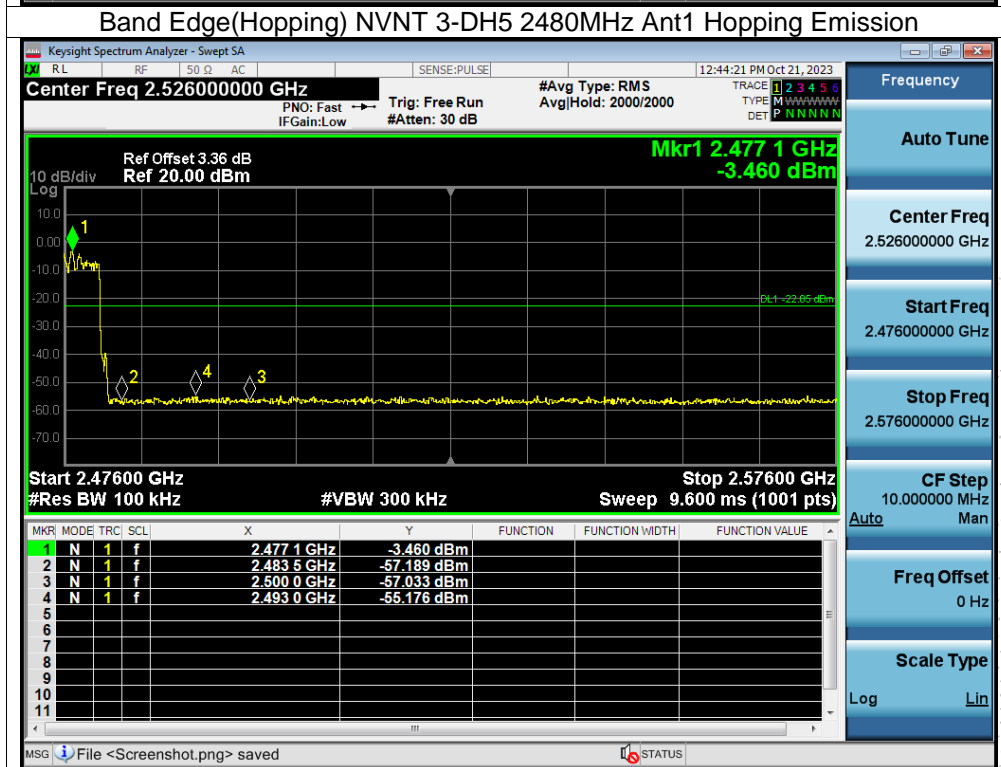 Band Edge(Hopping) NVNT 3-DH5 2480MHz Ant1 Hopping Emission
Keysight Spectrum Analyzer - Swept SA
LXI RL RF 50 Ω AC SENSE:PULSE 12:44:21 PM Oct 21, 2023
Center Freq 2.526000000 GHz #Avg Type: RMS TRACE 1 2 3 4 5 6
PNO: Fast Trig: Free Run Avg|Hold: 2000/2000 TYPE M WWWWW
IFGain:Low #Atten: 30 dB DET P N N N N N
Ref Offset 3.36 dB Mkr1 2.477 1 GHz
10 dB/div Ref 20.00 dBm -3.460 dBm
Log
10.0
1
0.00
-10.0
-20.0
DL1 -22.85 dBm
-30.0
-40.0
-50.0
2 4 3
-60.0
-70.0
Start 2.47600 GHz Stop 2.57600 GHz
#Res BW 100 kHz #VBW 300 kHz Sweep 9.600 ms (1001 pts)
MKR MODE TRC SCL X Y FUNCTION FUNCTION WIDTH FUNCTION VALUE
1 N 1 f 2.477 1 GHz -3.460 dBm
2 N 1 f 2.483 5 GHz -57.189 dBm
3 N 1 f 2.500 0 GHz -57.033 dBm
4 N 1 f 2.493 0 GHz -55.176 dBm
5
6
7
8
9
10
11
MSG File <Screenshot.png> saved STATUS
Frequency
Auto Tune
Center Freq
2.526000000 GHz
Start Freq
2.476000000 GHz
Stop Freq
2.576000000 GHz
CF Step
10.000000 MHz
Auto Man
Freq Offset
0 Hz
Scale Type
Log Lin